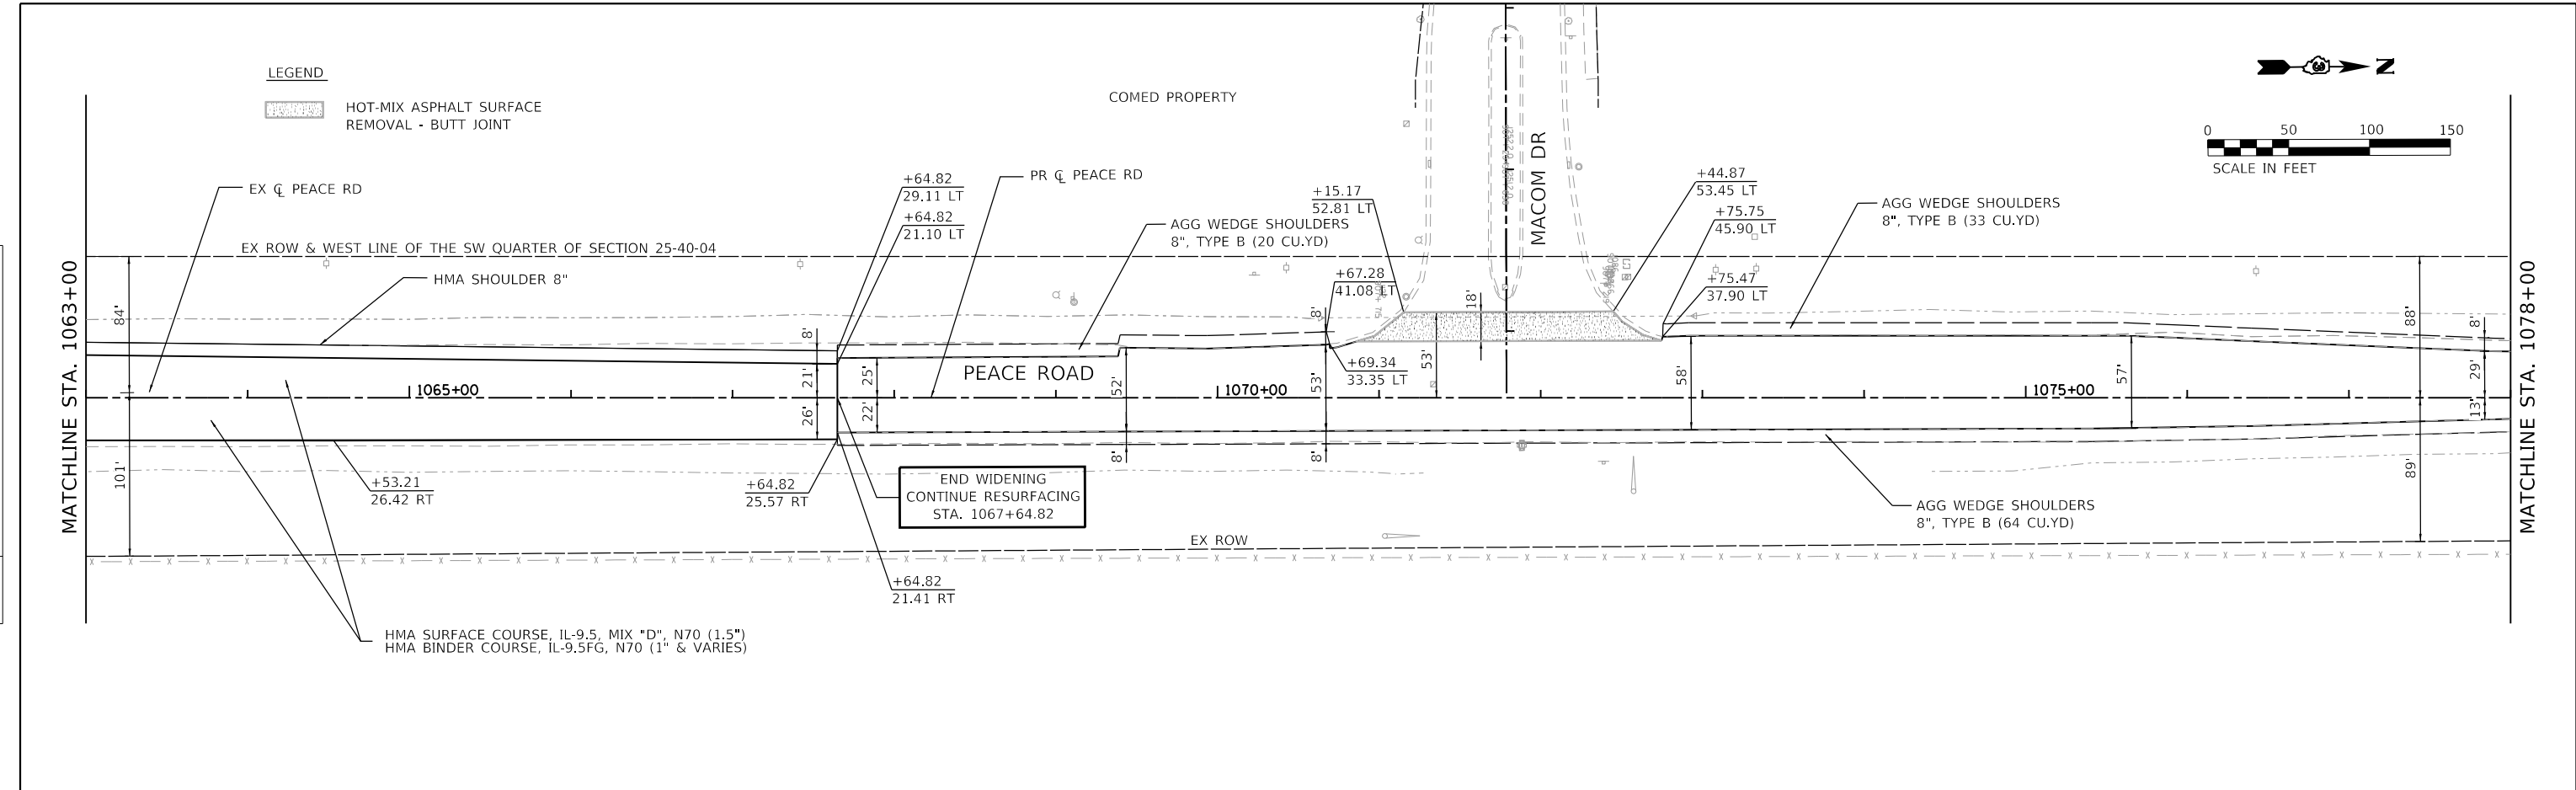 LEGEND
HOT-MIX ASPHALT SURFACE
REMOVAL - BUTT JOINT
COMED PROPERTY
N
0 50 100 150
SCALE IN FEET
MACOM DR
EX ℄ PEACE RD
PR ℄ PEACE RD
+64.82
29.11 LT
+64.82
21.10 LT
+15.17
52.81 LT
+44.87
53.45 LT
+75.75
45.90 LT
AGG WEDGE SHOULDERS
8", TYPE B (20 CU.YD)
AGG WEDGE SHOULDERS
8", TYPE B (33 CU.YD)
EX ROW & WEST LINE OF THE SW QUARTER OF SECTION 25-40-04
HMA SHOULDER 8"
+67.28
41.08 LT
+75.47
37.90 LT
+69.34
33.35 LT
MATCHLINE STA. 1063+00
MATCHLINE STA. 1078+00
84'
101'
8'
21'
26'
25'
22'
52'
8'
8'
53'
8'
53'
18'
58'
57'
88'
89'
8'
29'
13'
PEACE ROAD
1065+00
1070+00
1075+00
+53.21
26.42 RT
+64.82
25.57 RT
END WIDENING
CONTINUE RESURFACING
STA. 1067+64.82
AGG WEDGE SHOULDERS
8", TYPE B (64 CU.YD)
EX ROW
+64.82
21.41 RT
HMA SURFACE COURSE, IL-9.5, MIX "D", N70 (1.5")
HMA BINDER COURSE, IL-9.5FG, N70 (1" & VARIES)